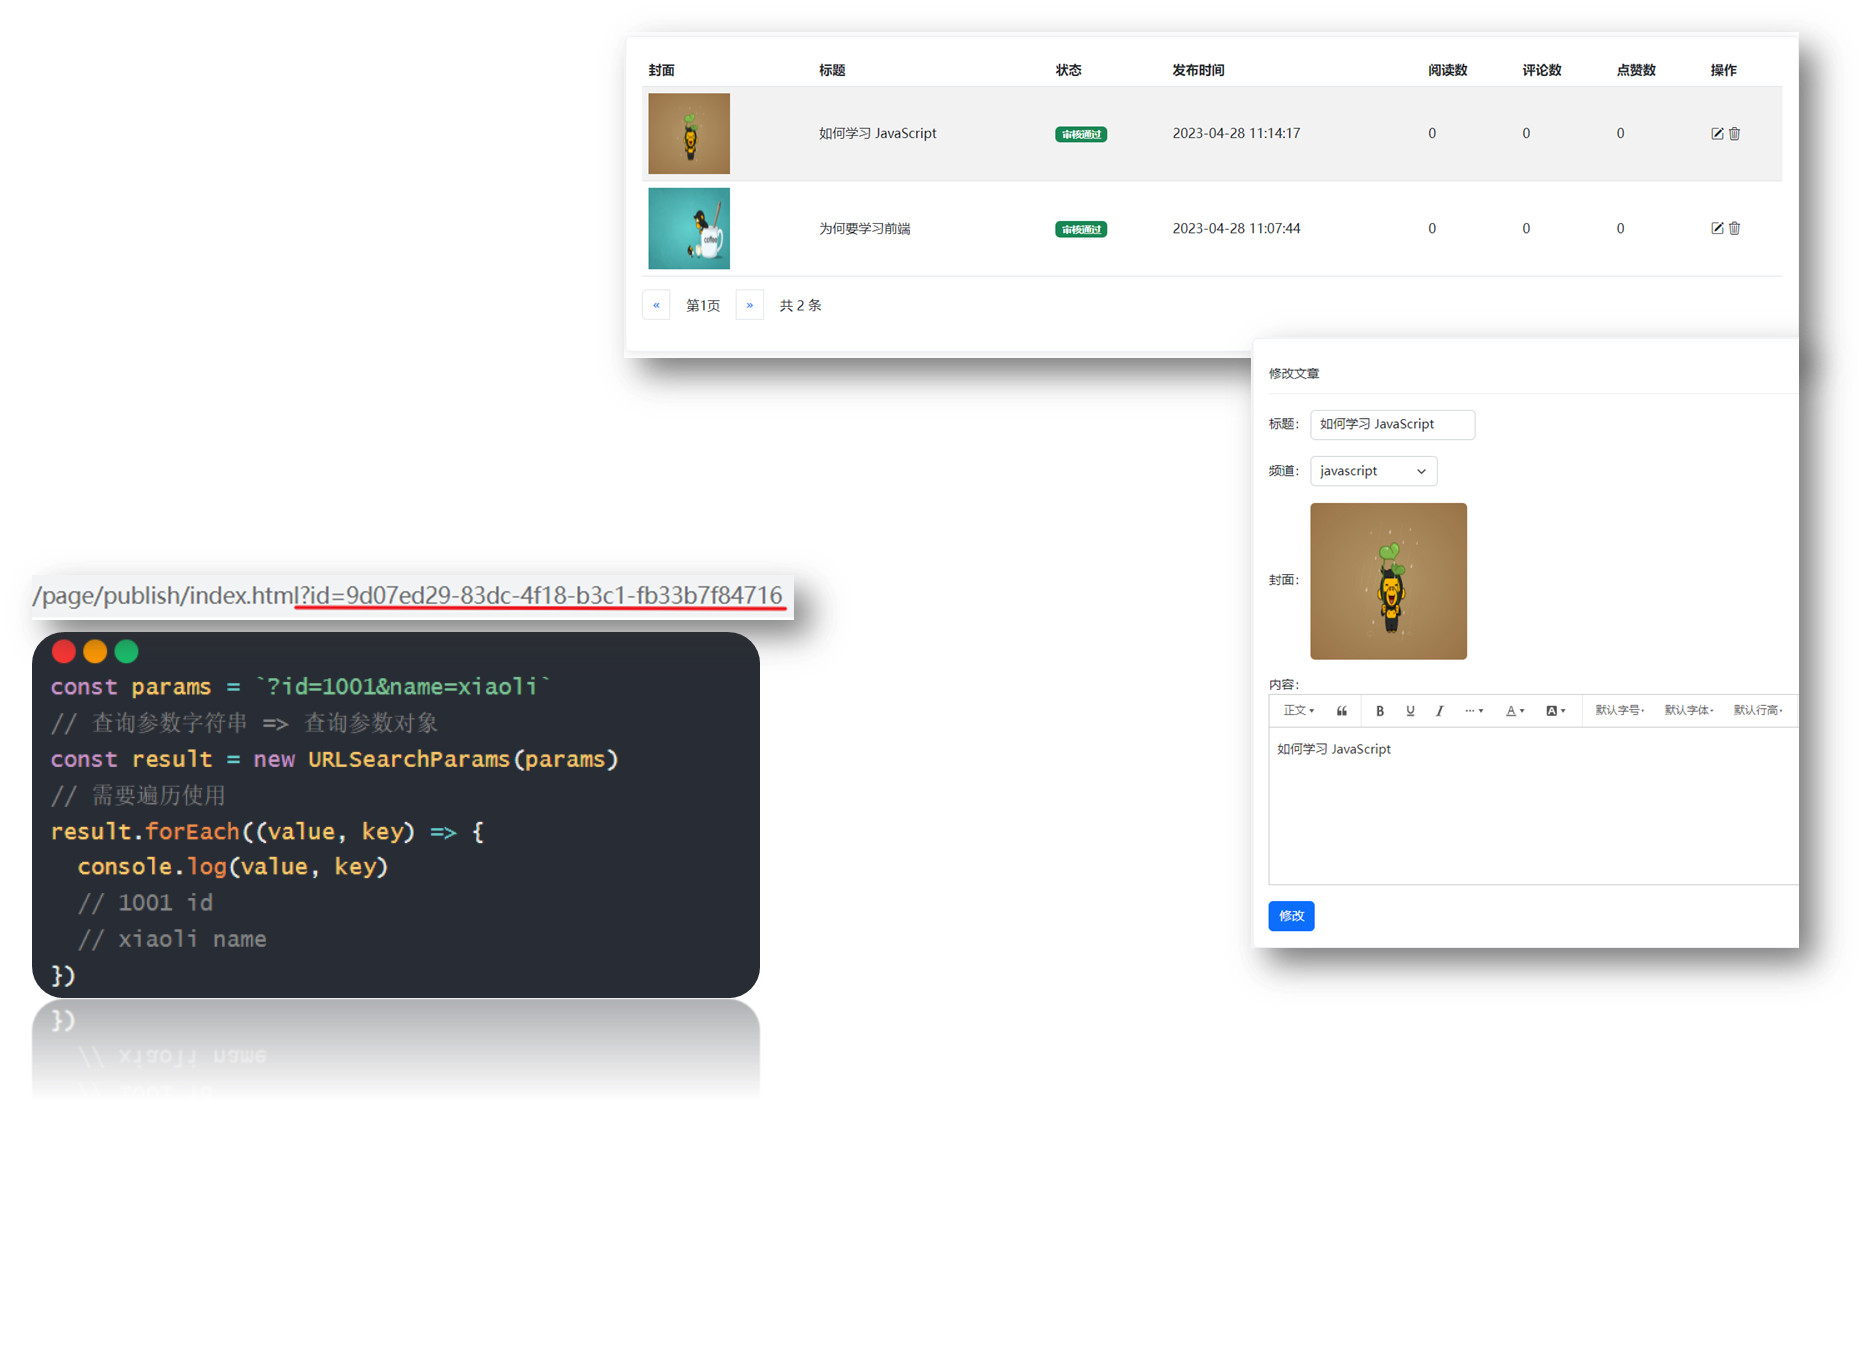 封面 标题 状态 发布时间 阅读数 评论数 点赞数 操作
如何学习 JavaScript 审核通过 2023-04-28 11:14:17 0 0 0
coffee
为何要学习前端 审核通过 2023-04-28 11:07:44 0 0 0
« 第1页 » 共 2 条
修改文章
标题： 如何学习 JavaScript
频道： javascript
封面：
内容：
正文 B U I ··· A A 默认字号 默认字体 默认行高
如何学习 JavaScript
修改
/page/publish/index.html?id=9d07ed29-83dc-4f18-b3c1-fb33b7f84716
const params = `?id=1001&name=xiaoli`
// 查询参数字符串 => 查询参数对象
const result = new URLSearchParams(params)
// 需要遍历使用
result.forEach((value, key) => {
console.log(value, key)
// 1001 id
// xiaoli name
})